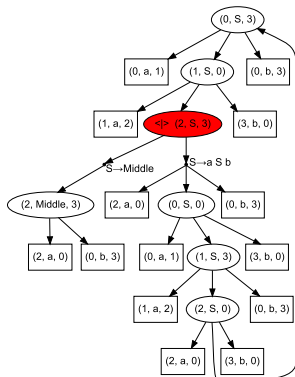 (0, S, 3)
(0, a, 1)
(1, S, 0)
(0, b, 3)
(1, a, 2)
<|> (2, S, 3)
(3, b, 0)
S→Middle
S→a S b
(2, Middle, 3)
(2, a, 0)
(0, S, 0)
(0, b, 3)
(2, a, 0)
(0, b, 3)
(0, a, 1)
(1, S, 3)
(3, b, 0)
(1, a, 2)
(2, S, 0)
(0, b, 3)
(2, a, 0)
(3, b, 0)